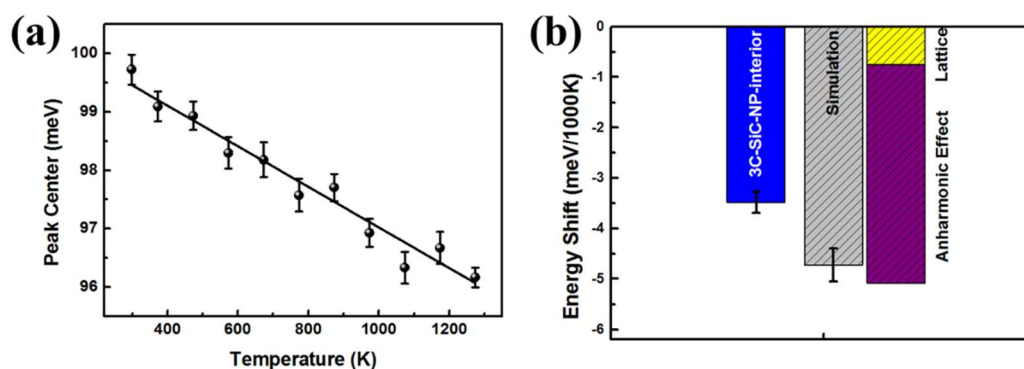 (a)
Peak Center (meV)
100
99
98
97
96
400
600
800
1000
1200
Temperature (K)
(b)
Energy Shift (meV/1000K)
0
-1
-2
-3
-4
-5
-6
3C-SiC-NP-interior
Simulation
Lattice
Anharmonic Effect